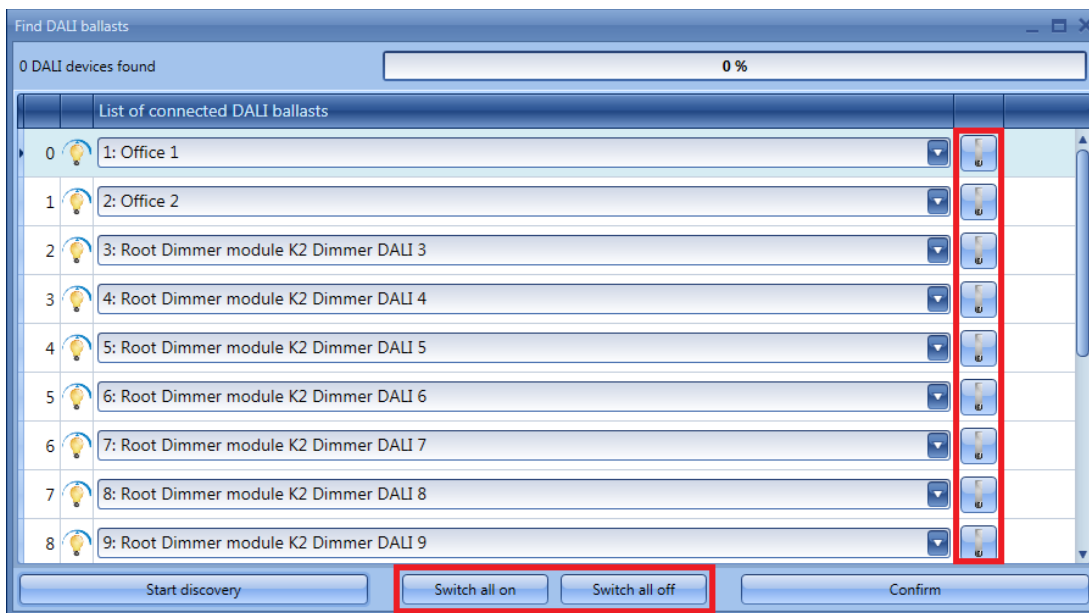 Find DALI ballasts
0 DALI devices found
0 %
List of connected DALI ballasts
0 1: Office 1
1 2: Office 2
2 3: Root Dimmer module K2 Dimmer DALI 3
3 4: Root Dimmer module K2 Dimmer DALI 4
4 5: Root Dimmer module K2 Dimmer DALI 5
5 6: Root Dimmer module K2 Dimmer DALI 6
6 7: Root Dimmer module K2 Dimmer DALI 7
7 8: Root Dimmer module K2 Dimmer DALI 8
8 9: Root Dimmer module K2 Dimmer DALI 9
Start discovery Switch all on Switch all off Confirm